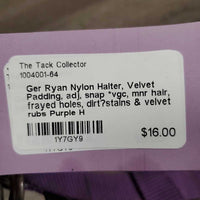 The Tack Collector
1004001-64
Ger Ryan Nylon Halter, Velvet
Padding, adj, snap *vgc, mnr hair,
frayed holes, dirt?stains & velvet
rubs Purple H
1Y7GY9
$16.00